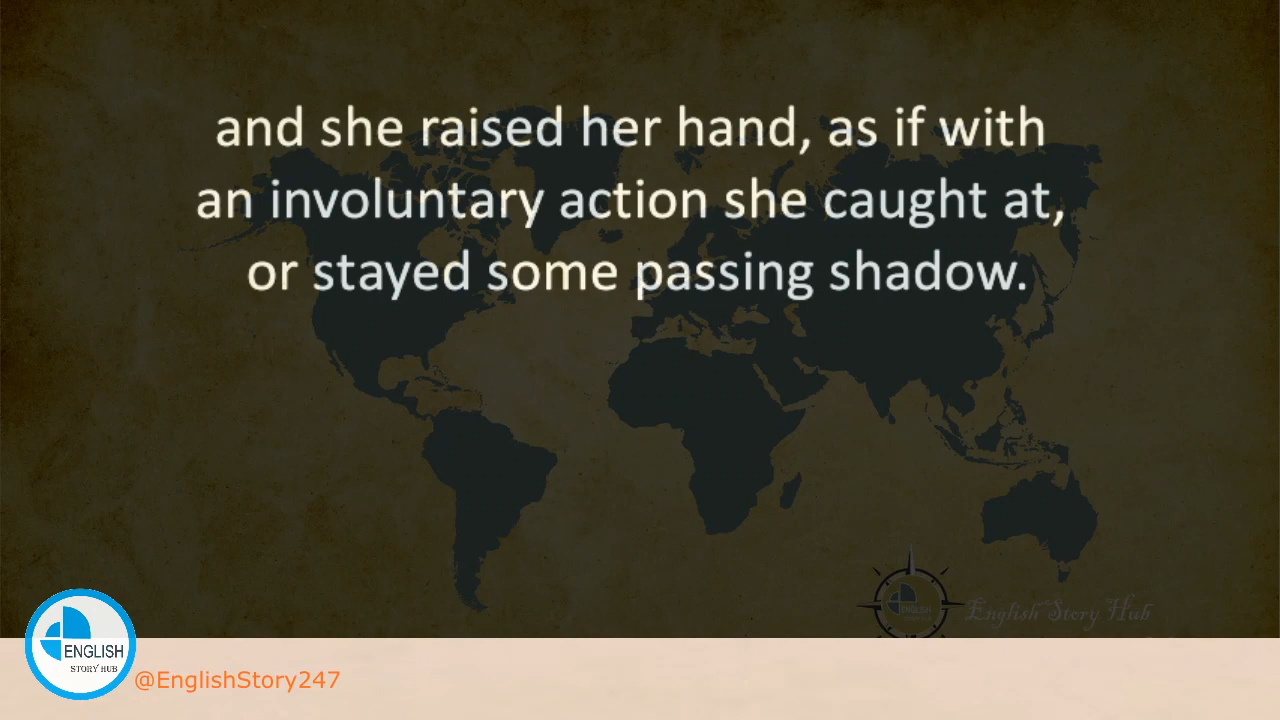 and she raised her hand, as if with
an involuntary action she caught at,
or stayed some passing shadow.
English Story Hub
ENGLISH
STORY HUB
@EnglishStory247